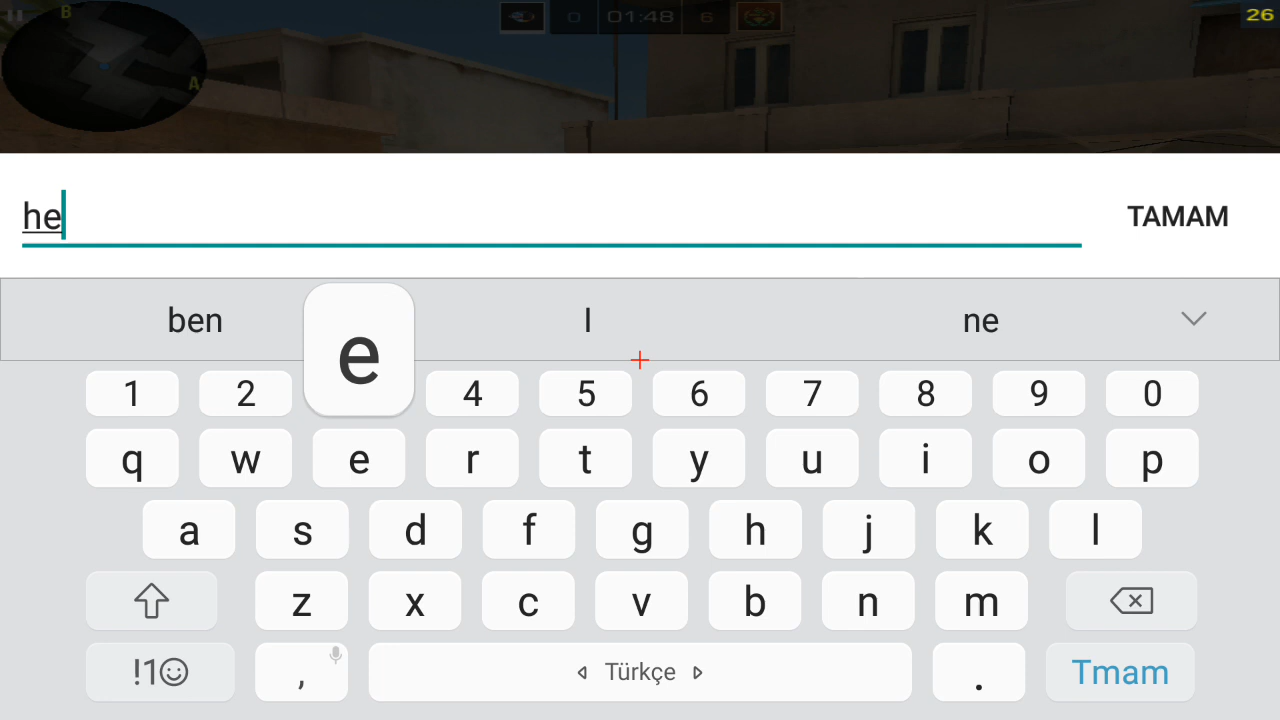 B
A
0 01:48 6
26
he
TAMAM
ben e I ne
1 2 4 5 6 7 8 9 0
q w e r t y u i o p
a s d f g h j k l
z x c v b n m
!1☺ , Türkçe . Tmam